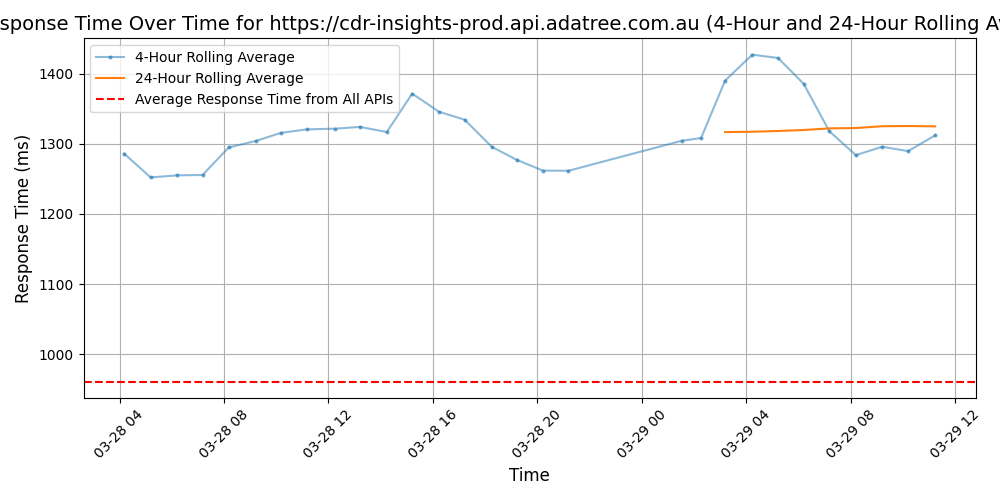 sponse Time Over Time for https://cdr-insights-prod.api.adatree.com.au (4-Hour and 24-Hour Rolling A
4-Hour Rolling Average
24-Hour Rolling Average
Average Response Time from All APIs
Response Time (ms)
1400
1300
1200
1100
1000
03-28 04
03-28 08
03-28 12
03-28 16
03-28 20
03-29 00
03-29 04
03-29 08
03-29 12
Time